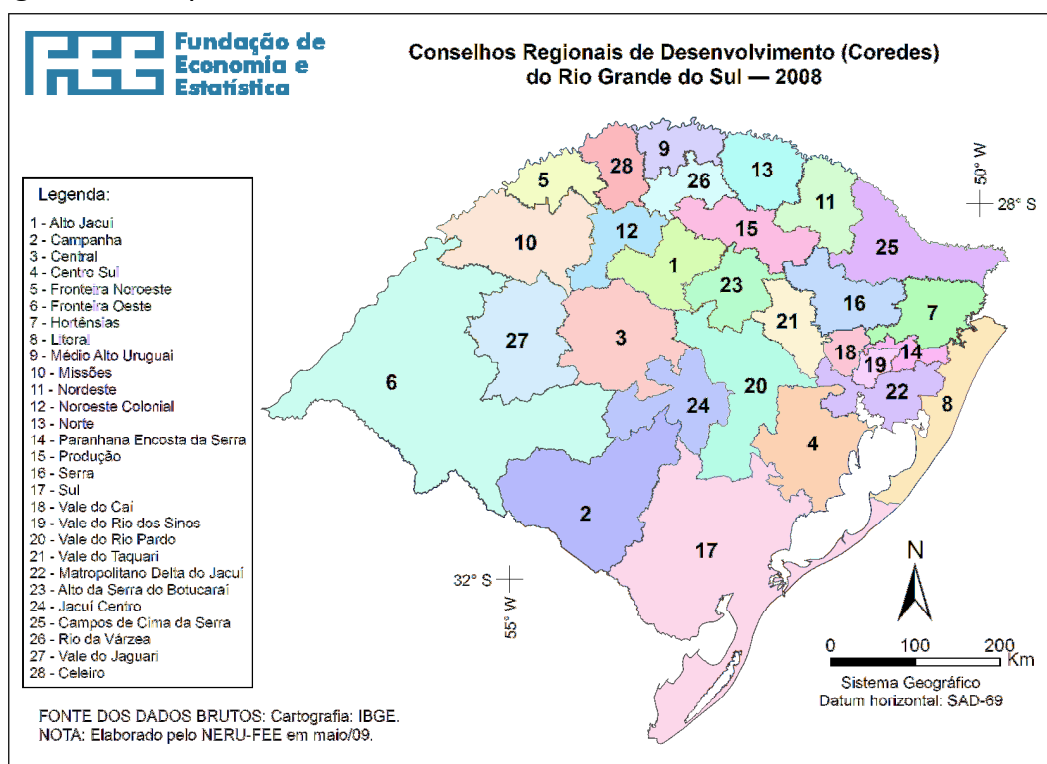 FEE
Fundação de
Economia e
Estatística
Conselhos Regionais de Desenvolvimento (Coredes)
do Rio Grande do Sul — 2008
Legenda:
1 - Alto Jacuí
2 - Campanha
3 - Central
4 - Centro Sul
5 - Fronteira Noroeste
6 - Fronteira Oeste
7 - Hortênsias
8 - Litoral
9 - Médio Alto Uruguai
10 - Missões
11 - Nordeste
12 - Noroeste Colonial
13 - Norte
14 - Paranhana Encosta da Serra
15 - Produção
16 - Serra
17 - Sul
18 - Vale do Caí
19 - Vale do Rio dos Sinos
20 - Vale do Rio Pardo
21 - Vale do Taquari
22 - Matropolitano Delta do Jacuí
23 - Alto da Serra do Botucaraí
24 - Jacuí Centro
25 - Campos de Cima da Serra
26 - Rio da Várzea
27 - Vale do Jaguari
28 - Celeiro
9
28
13
5
26
11
50° W
28° S
12
15
10
25
1
23
16
7
21
27
3
18
14
19
6
20
22
24
8
4
2
17
N
32° S
55° W
0 100 200
Km
Sistema Geográfico
Datum horizontal: SAD-69
FONTE DOS DADOS BRUTOS: Cartografia: IBGE.
NOTA: Elaborado pelo NERU-FEE em maio/09.